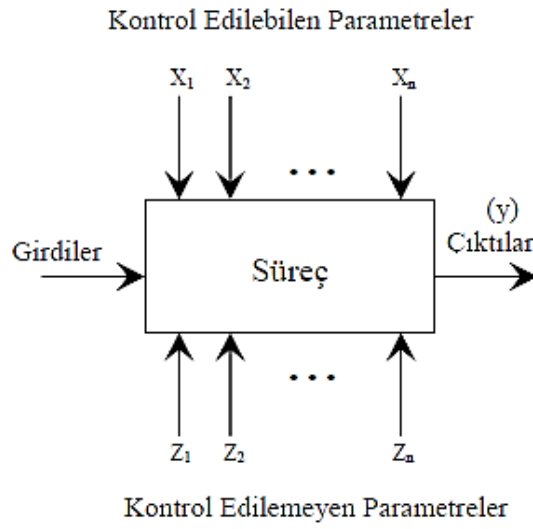 Kontrol Edilebilen Parametreler
X₁ X₂ Xₙ
...
(y)
Girdiler Süreç Çıktılar
...
Z₁ Z₂ Zₙ
Kontrol Edilemeyen Parametreler